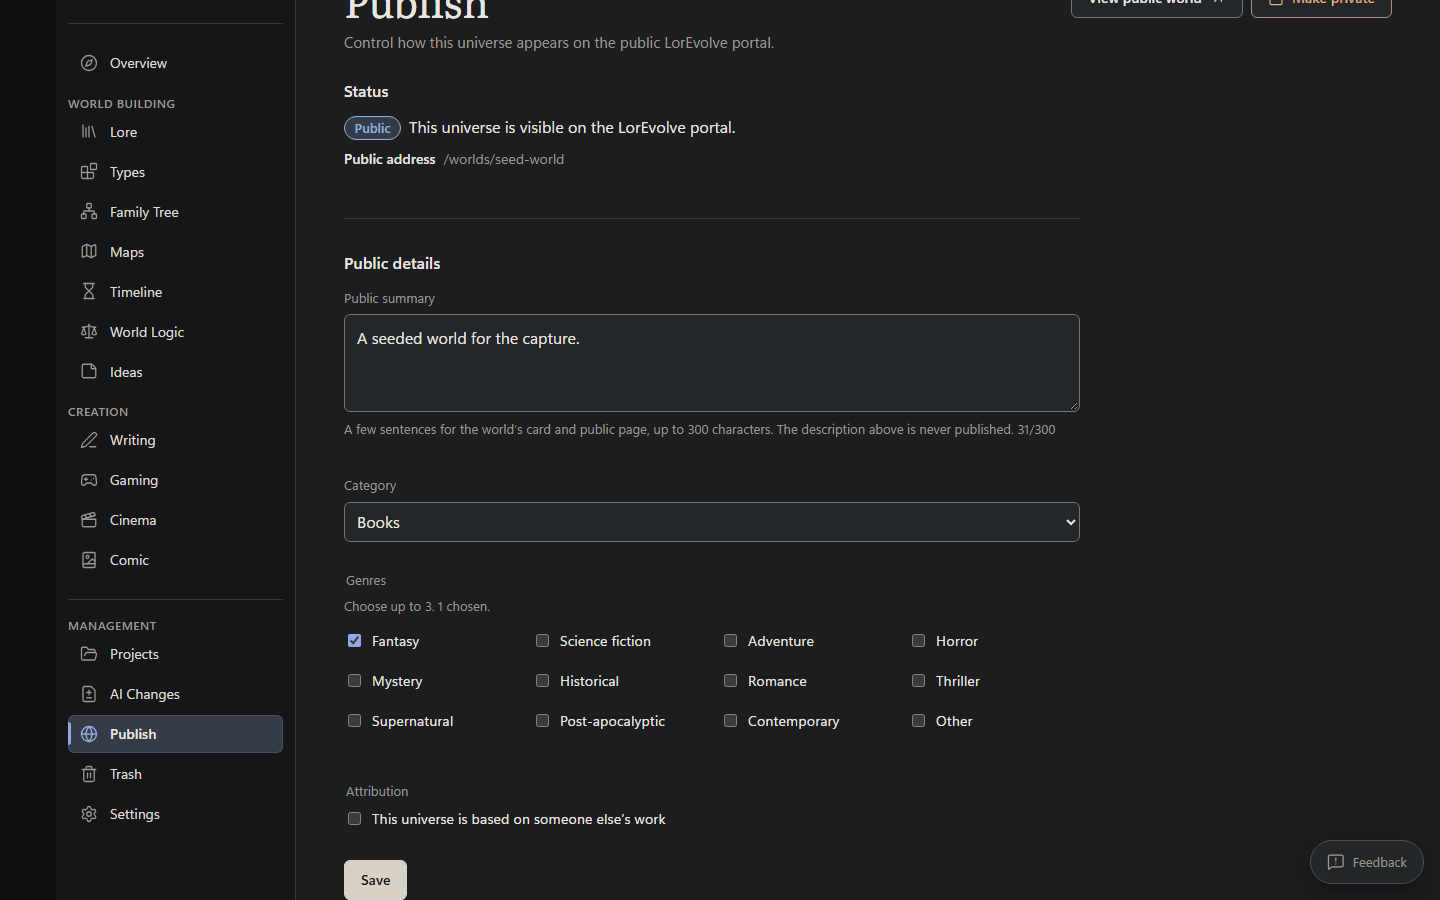 Publish
View public world
Make private
Control how this universe appears on the public LorEvolve portal.
Overview
WORLD BUILDING
Lore
Types
Family Tree
Maps
Timeline
World Logic
Ideas
CREATION
Writing
Gaming
Cinema
Comic
MANAGEMENT
Projects
AI Changes
Publish
Trash
Settings
Status
Public This universe is visible on the LorEvolve portal.
Public address /worlds/seed-world
Public details
Public summary
A seeded world for the capture.
A few sentences for the world's card and public page, up to 300 characters. The description above is never published. 31/300
Category
Books
Genres
Choose up to 3. 1 chosen.
Fantasy Science fiction Adventure Horror
Mystery Historical Romance Thriller
Supernatural Post-apocalyptic Contemporary Other
Attribution
This universe is based on someone else's work
Save
Feedback